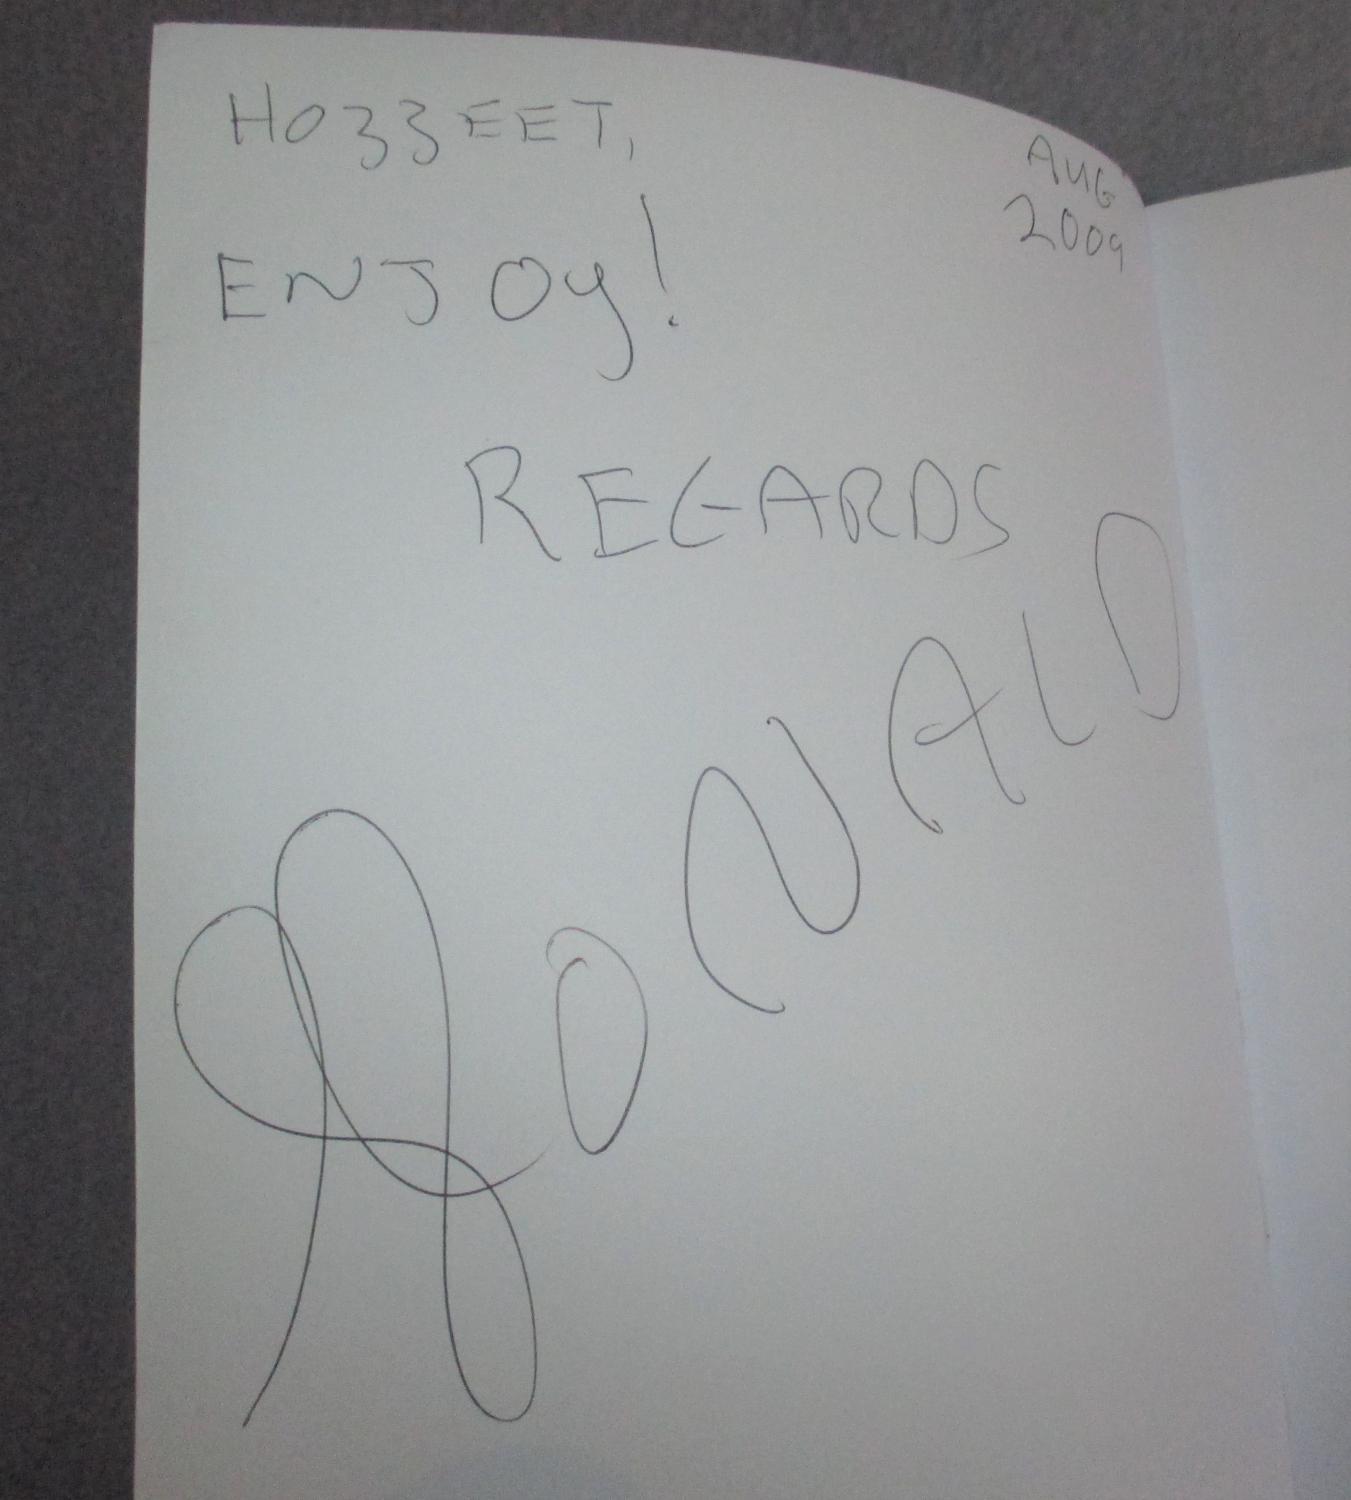 HOZZEET,
AUG
2009
ENJOY!
REGARDS
RONALD